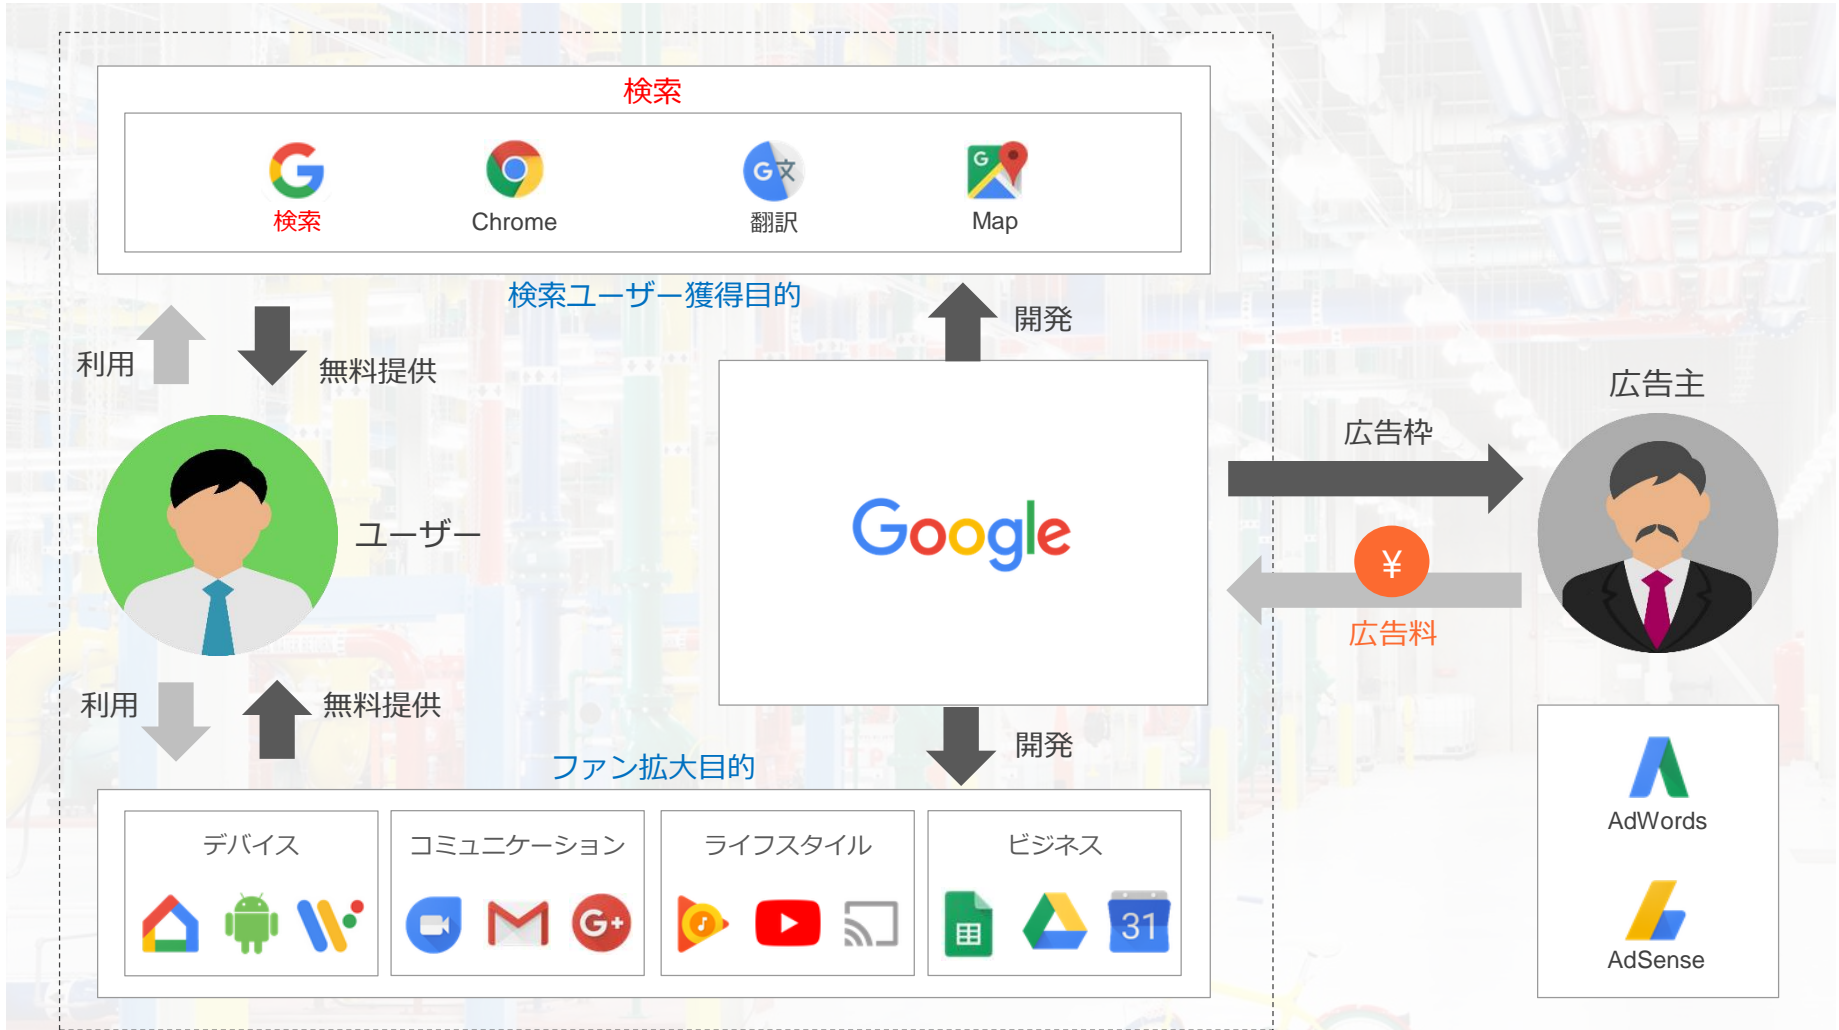 検索
検索
Chrome
翻訳
Map
検索ユーザー獲得目的
利用
無料提供
開発
ユーザー
Google
広告主
広告枠
¥
広告料
利用
無料提供
ファン拡大目的
開発
デバイス
コミュニケーション
G+
ライフスタイル
ビジネス
31
AdWords
AdSense